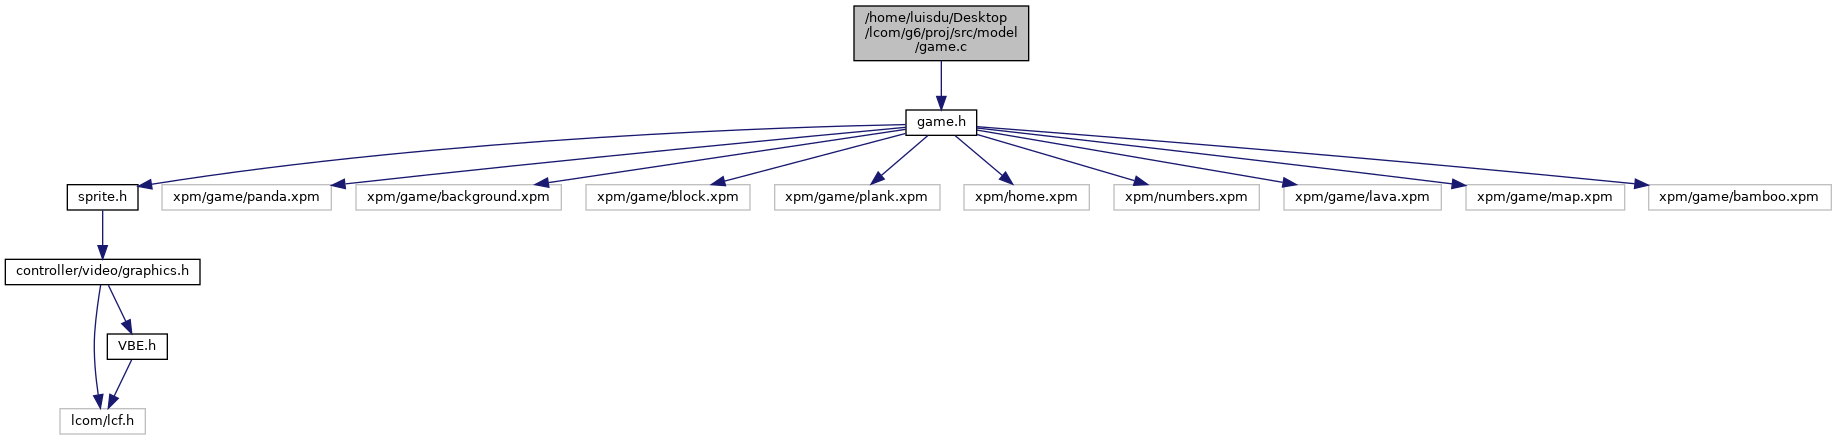 /home/luisdu/Desktop
/lcom/g6/proj/src/model
/game.c
game.h
sprite.h
xpm/game/panda.xpm
xpm/game/background.xpm
xpm/game/block.xpm
xpm/game/plank.xpm
xpm/home.xpm
xpm/numbers.xpm
xpm/game/lava.xpm
xpm/game/map.xpm
xpm/game/bamboo.xpm
controller/video/graphics.h
VBE.h
lcom/lcf.h